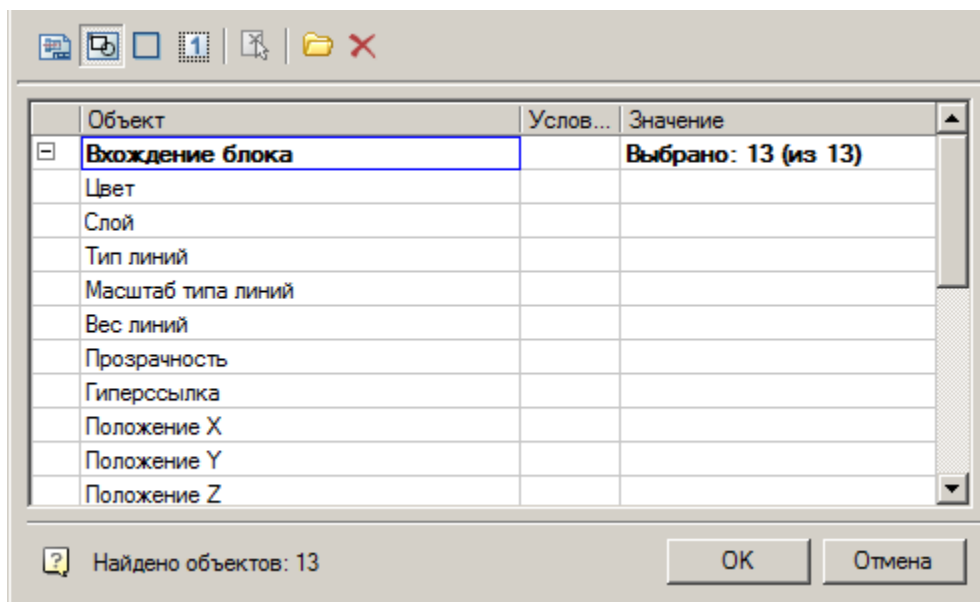 1
Объект Услов... Значение
Вхождение блока Выбрано: 13 (из 13)
Цвет
Слой
Тип линий
Масштаб типа линий
Вес линий
Прозрачность
Гиперссылка
Положение X
Положение Y
Положение Z
? Найдено объектов: 13 OK Отмена